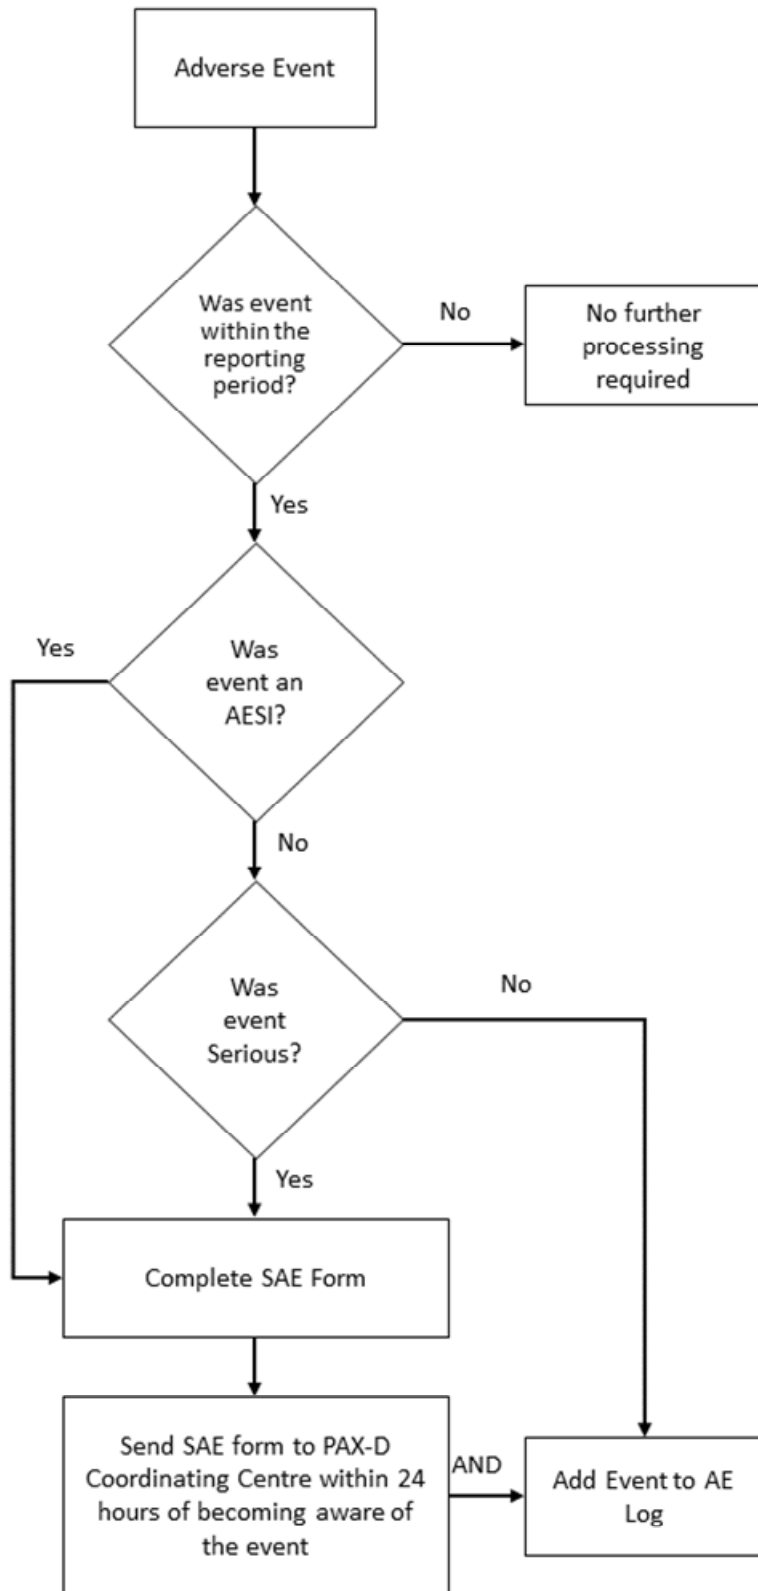 Adverse Event
Was event
within the
reporting
period?
No
No further
processing
required
Yes
Yes
Was
event an
AESI?
No
Was
event
Serious?
No
Yes
Complete SAE Form
Send SAE form to PAX-D
Coordinating Centre within 24
hours of becoming aware of
the event
AND
Add Event to AE
Log